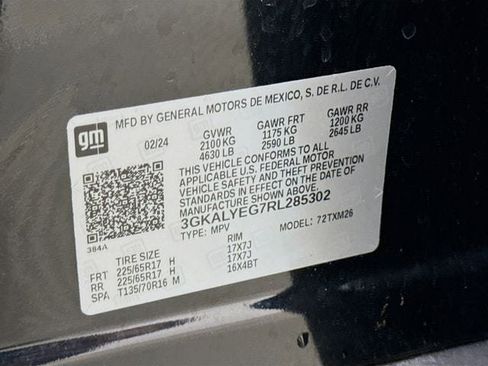 gm
MFD BY GENERAL MOTORS DE MEXICO, S. DE R.L. DE C.V.
02/24 GVWR GAWR FRT GAWR RR
2100 KG 1175 KG 1200 KG
4630 LB 2590 LB 2645 LB
THIS VEHICLE CONFORMS TO ALL
APPLICABLE U.S. FEDERAL MOTOR
VEHICLE SAFETY AND THEFT PREVENTION
STANDARDS IN EFFECT ON THE DATE OF
MANUFACTURE SHOWN ABOVE.
3GKALYEG7RL285302
TYPE: MPV MODEL: 72TXM26
384A
TIRE SIZE RIM
FRT 225/65R17 H 17X7J
RR 225/65R17 H 17X7J
SPA T135/70R16 M 16X4BT